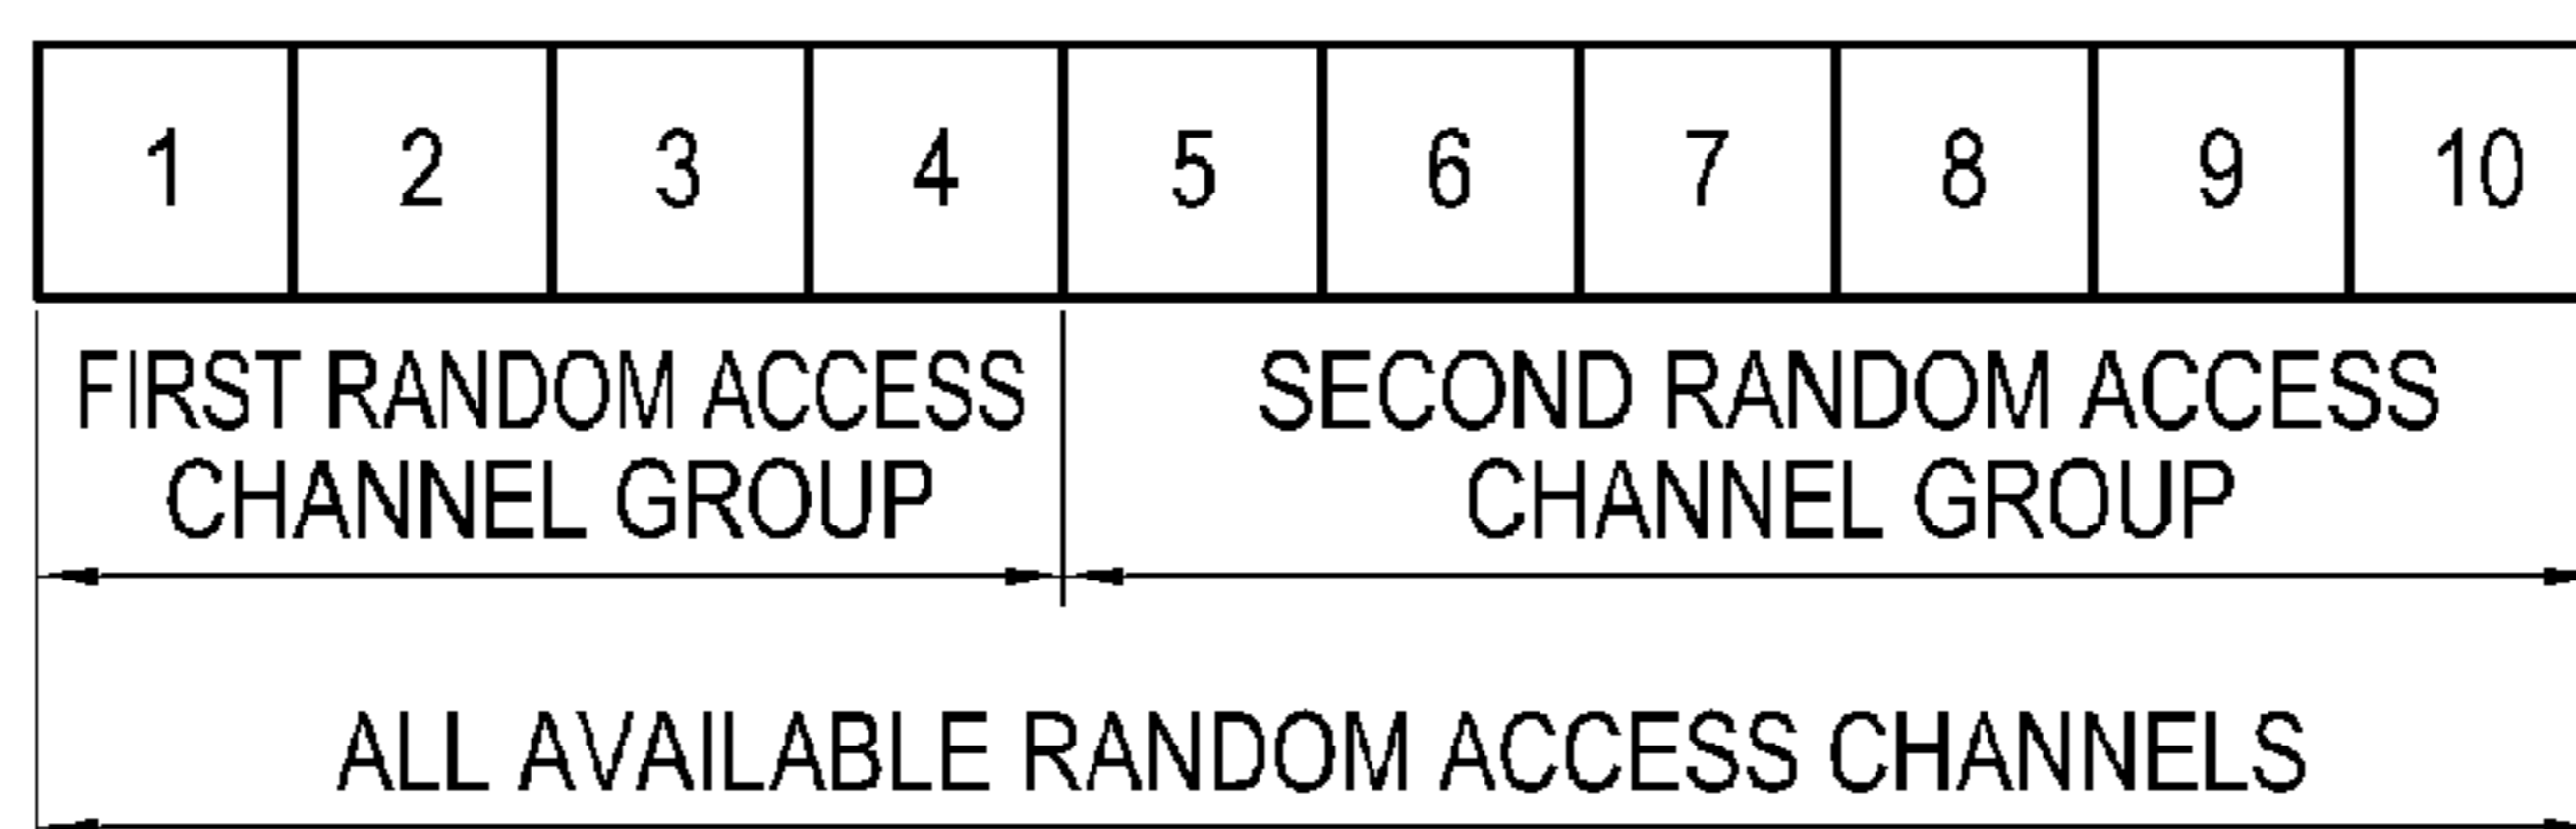 1 2 3 4 5 6 7 8 9 10
FIRST RANDOM ACCESS SECOND RANDOM ACCESS
CHANNEL GROUP CHANNEL GROUP
ALL AVAILABLE RANDOM ACCESS CHANNELS